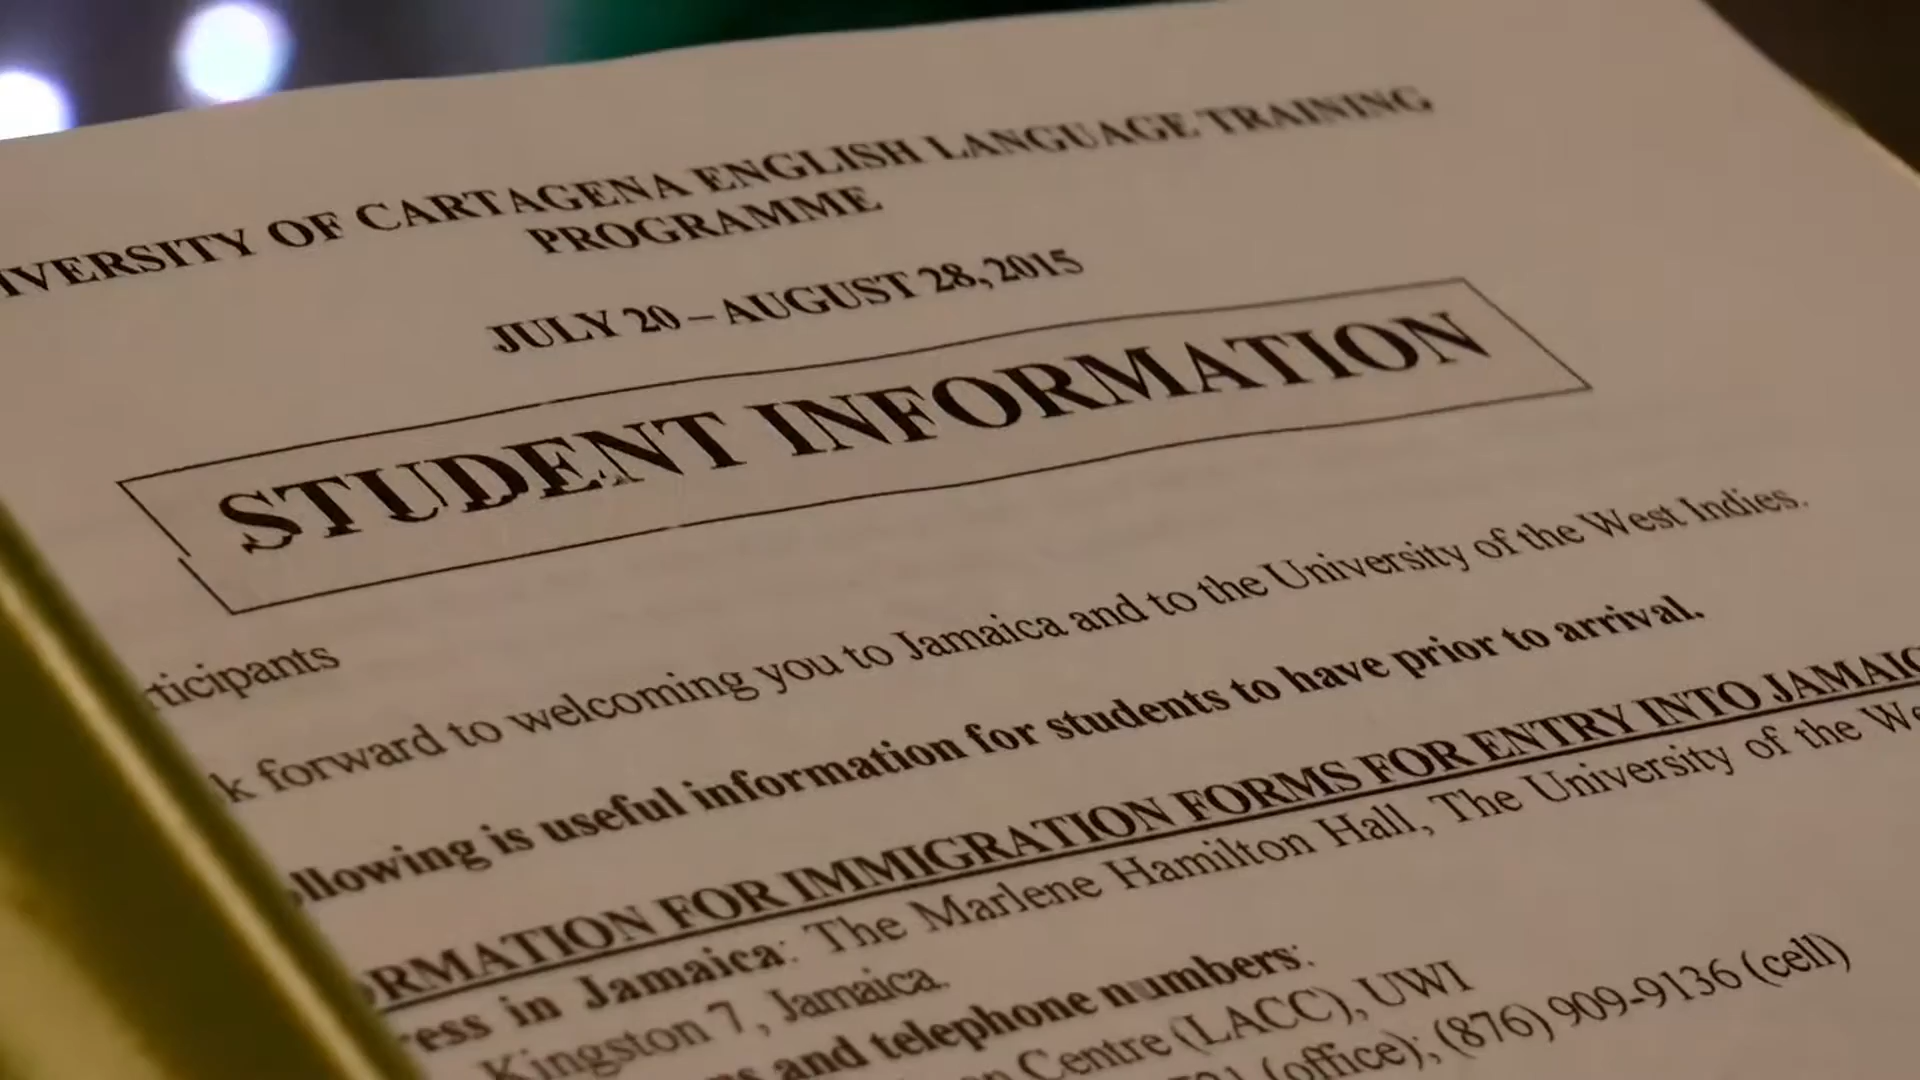 IVERSITY OF CARTAGENA ENGLISH LANGUAGE TRAINING
PROGRAMME
JULY 20 – AUGUST 28, 2015
STUDENT INFORMATION
rticipants
k forward to welcoming you to Jamaica and to the University of the West Indies.
ollowing is useful information for students to have prior to arrival.
ORMATION FOR IMMIGRATION FORMS FOR ENTRY INTO JAMAIC
ress in Jamaica: The Marlene Hamilton Hall, The University of the We
Kingston 7, Jamaica.
and telephone numbers:
Centre (LACC), UWI
(office); (876) 909-9136 (cell)